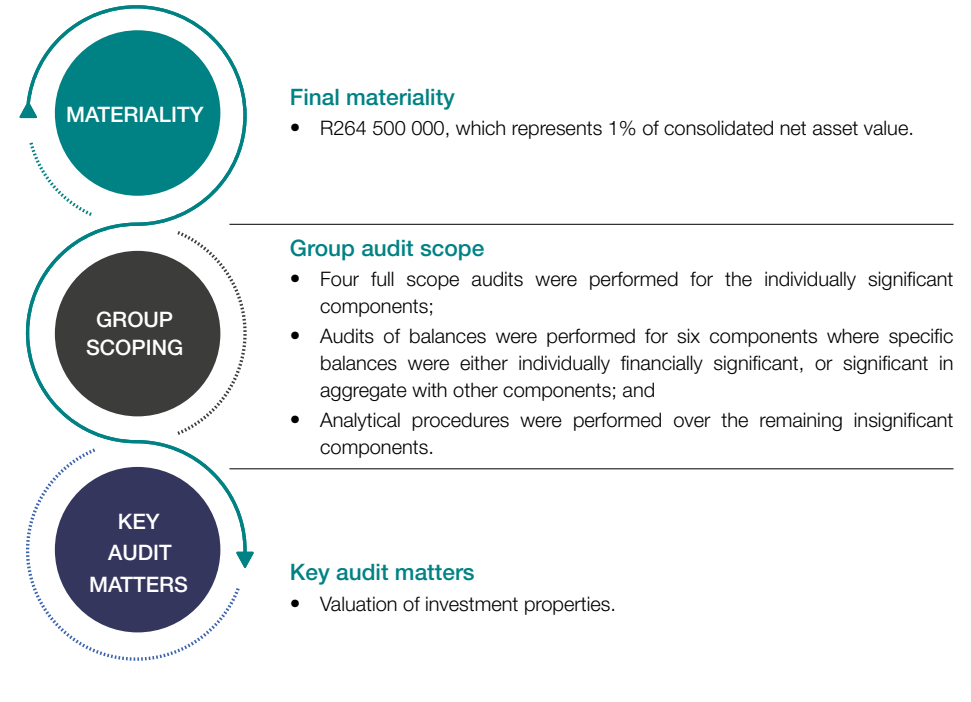 MATERIALITY
Final materiality
• R264 500 000, which represents 1% of consolidated net asset value.
GROUP
SCOPING
Group audit scope
• Four full scope audits were performed for the individually significant
components;
• Audits of balances were performed for six components where specific
balances were either individually financially significant, or significant in
aggregate with other components; and
• Analytical procedures were performed over the remaining insignificant
components.
KEY
AUDIT
MATTERS
Key audit matters
• Valuation of investment properties.